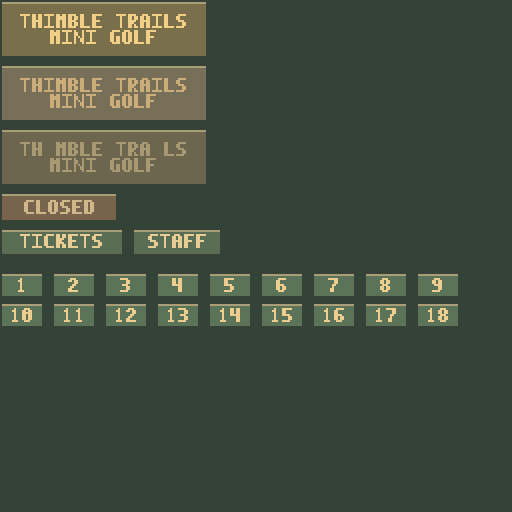 THIMBLE TRAILS
MINI GOLF
THIMBLE TRAILS
MINI GOLF
TH MBLE TRA LS
MINI GOLF
CLOSED
TICKETS STAFF
1 2 3 4 5 6 7 8 9
10 11 12 13 14 15 16 17 18